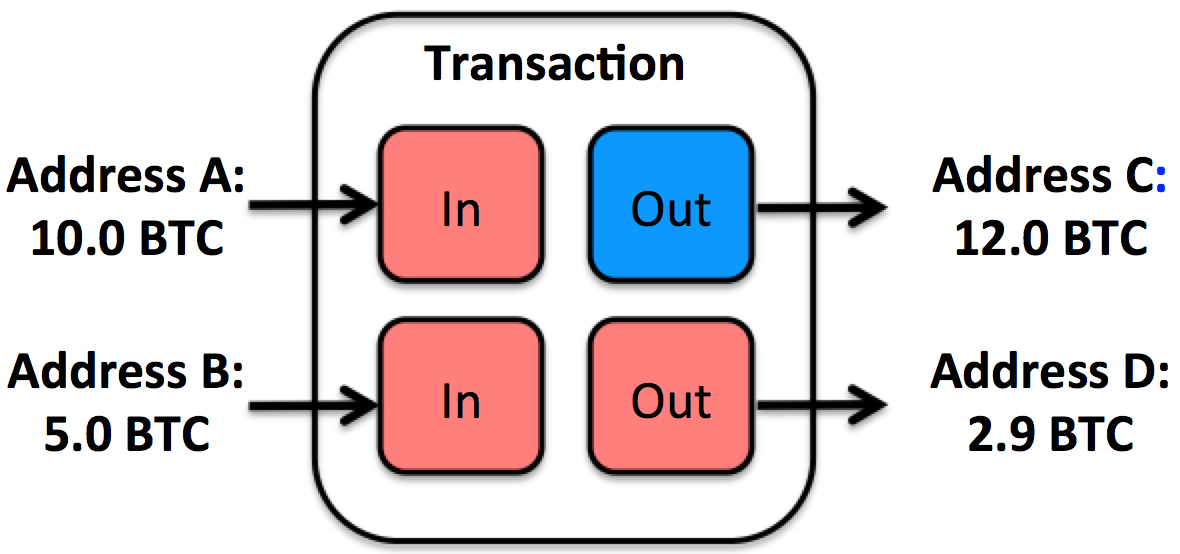 Transaction
Address A:
10.0 BTC
In
Out
Address C:
12.0 BTC
Address B:
5.0 BTC
In
Out
Address D:
2.9 BTC